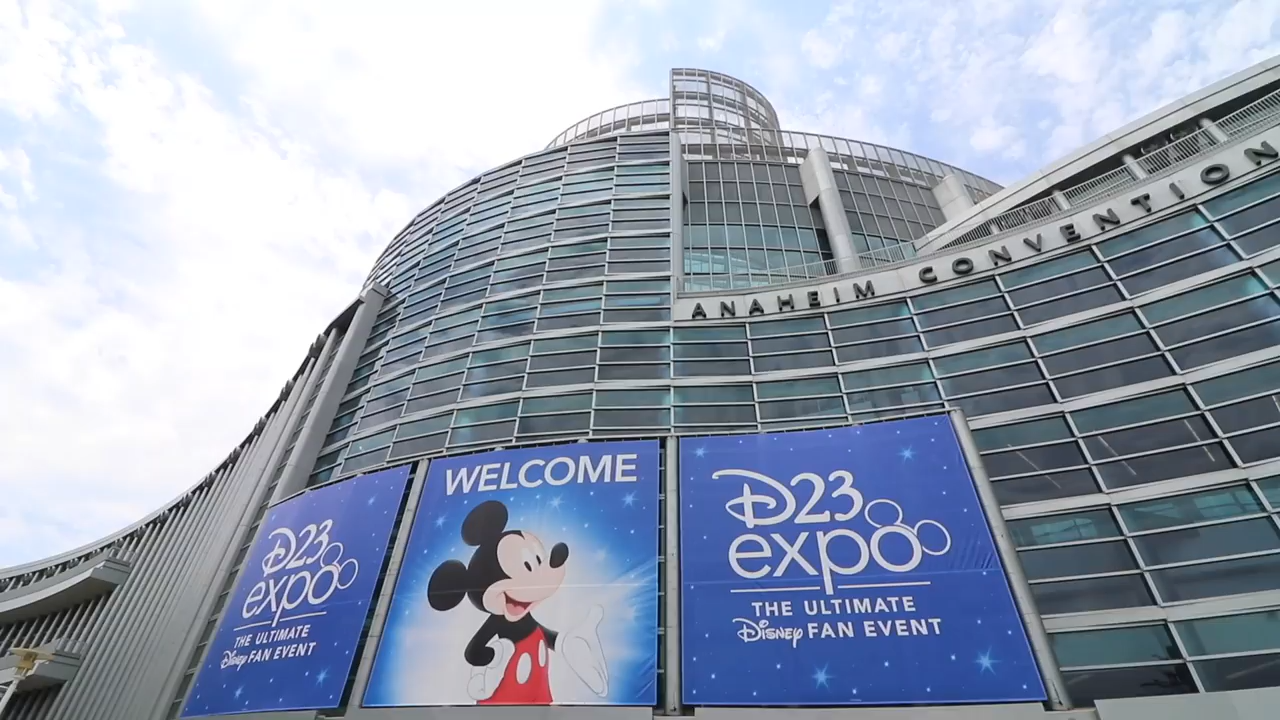 ANAHEIM CONVENTION
D23
expo
THE ULTIMATE
Disney FAN EVENT
WELCOME
D23
expo
THE ULTIMATE
Disney FAN EVENT